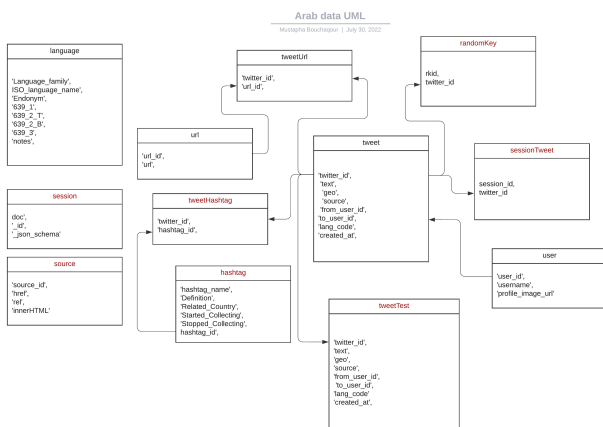 Arab data UML
Mustapha Bouchaqour | July 30, 2022
language
'Language_family',
ISO_language_name',
'Endonym',
'639_1',
'639_2_T',
'639_2_B',
'639_3',
'notes',
tweetUrl
'twitter_id',
'url_id',
randomKey
rkid,
twitter_id
url
'url_id',
'url',
tweet
'twitter_id',
'text',
'geo',
'source',
'from_user_id',
'to_user_id',
'lang_code',
'created_at',
sessionTweet
session_id,
twitter_id
session
doc',
'_id',
'_json_schema'
tweetHashtag
'twitter_id',
'hashtag_id',
source
'source_id',
'href',
'ref',
'innerHTML'
hashtag
'hashtag_name',
'Definition',
'Related_Country',
'Started_Collecting',
'Stopped_Collecting',
hashtag_id',
user
'user_id',
'username',
'profile_image_url'
tweetTest
'twitter_id',
'text',
'geo',
'source',
'from_user_id',
'to_user_id',
'lang_code'
'created_at',